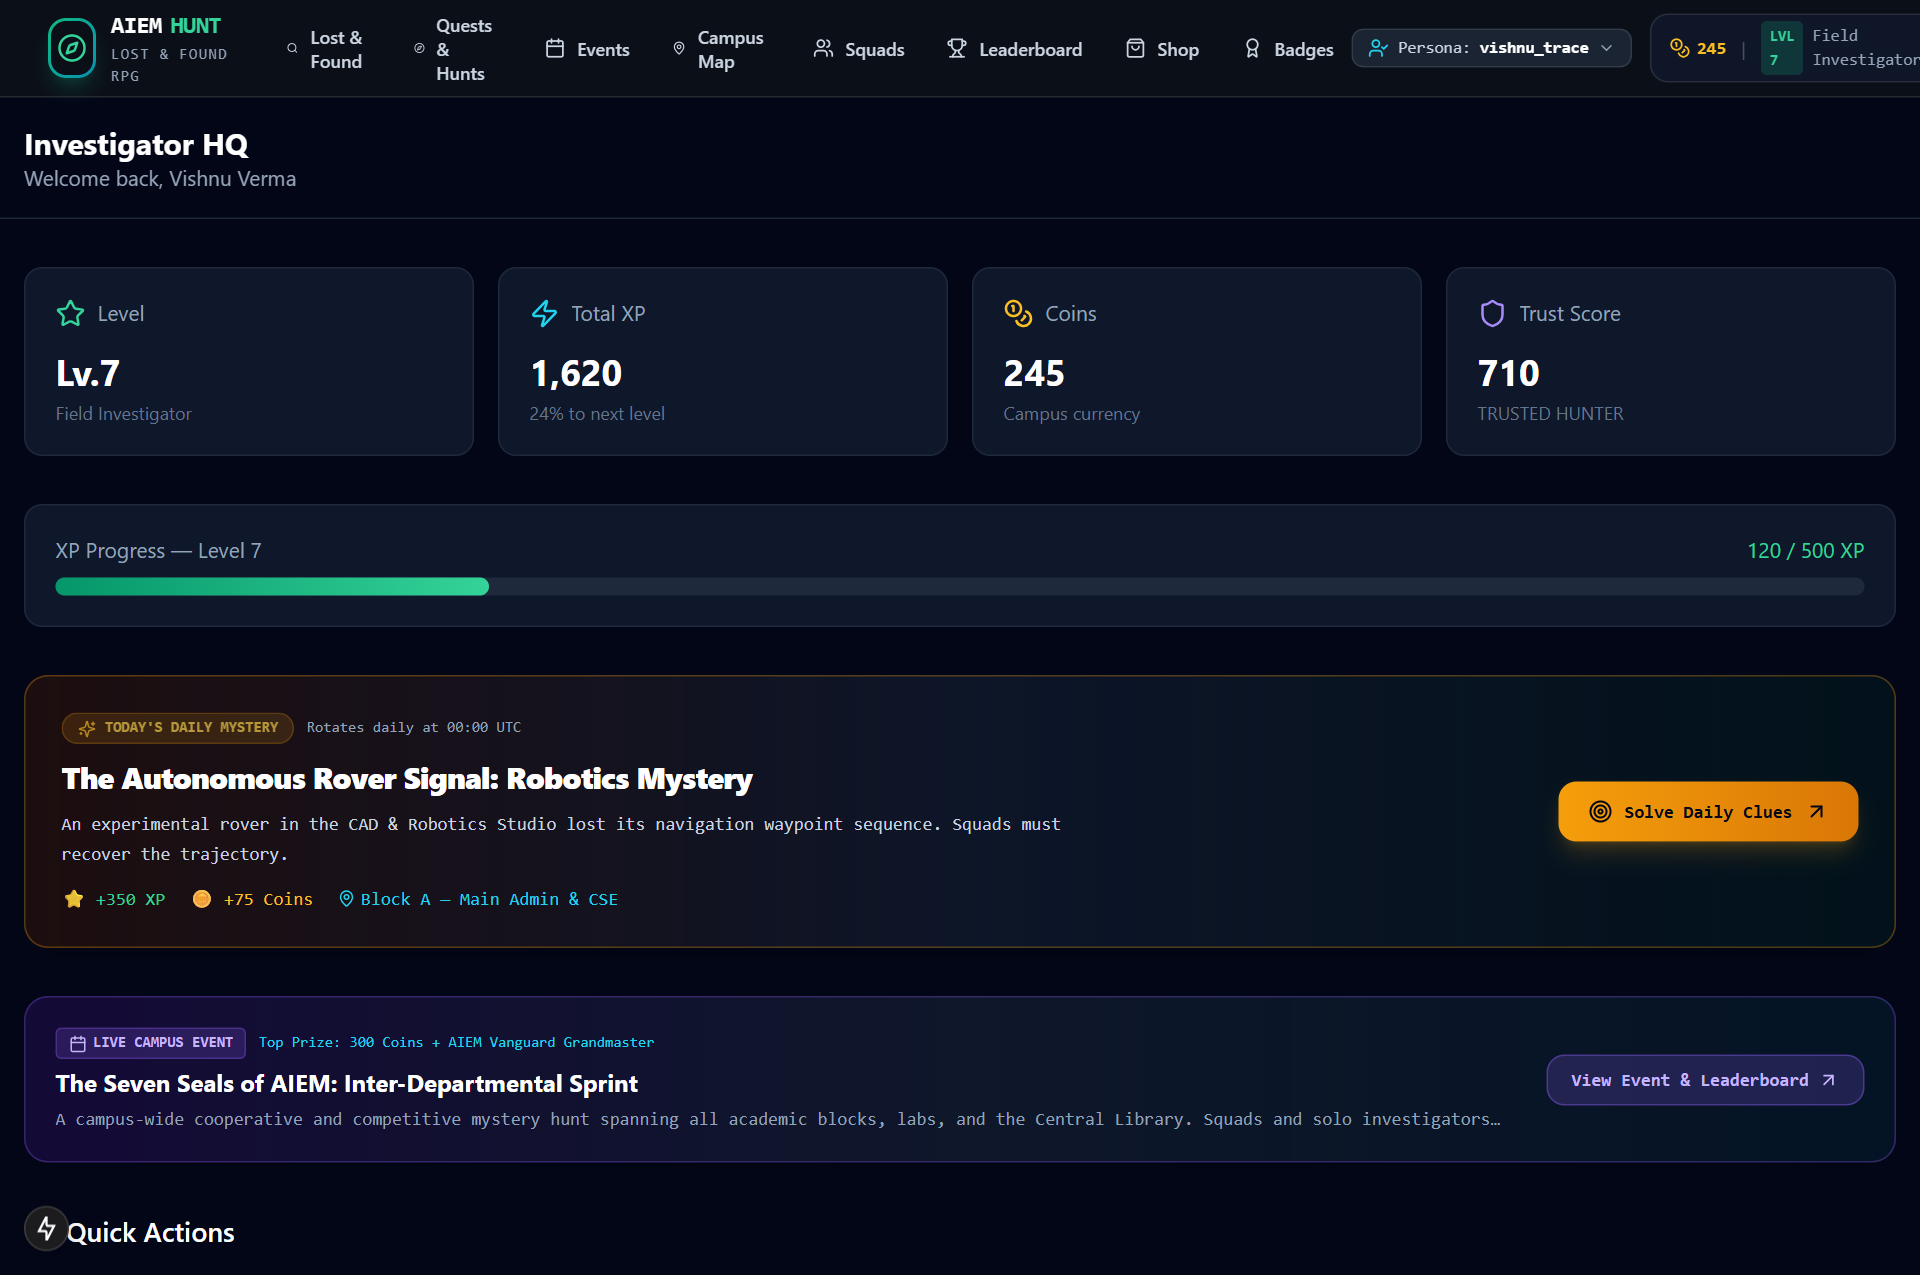 AIEM HUNT
LOST & FOUND
RPG
Lost &
Found
Quests
&
Hunts
Events
Campus
Map
Squads
Leaderboard
Shop
Badges
Persona: vishnu_trace
245
|
LVL
7
Field
Investigator
Investigator HQ
Welcome back, Vishnu Verma
Level
Lv.7
Field Investigator
Total XP
1,620
24% to next level
Coins
245
Campus currency
Trust Score
710
TRUSTED HUNTER
XP Progress — Level 7
120 / 500 XP
TODAY'S DAILY MYSTERY
Rotates daily at 00:00 UTC
The Autonomous Rover Signal: Robotics Mystery
An experimental rover in the CAD & Robotics Studio lost its navigation waypoint sequence. Squads must
recover the trajectory.
+350 XP
+75 Coins
Block A — Main Admin & CSE
Solve Daily Clues
LIVE CAMPUS EVENT
Top Prize: 300 Coins + AIEM Vanguard Grandmaster
The Seven Seals of AIEM: Inter-Departmental Sprint
A campus-wide cooperative and competitive mystery hunt spanning all academic blocks, labs, and the Central Library. Squads and solo investigators…
View Event & Leaderboard
Quick Actions